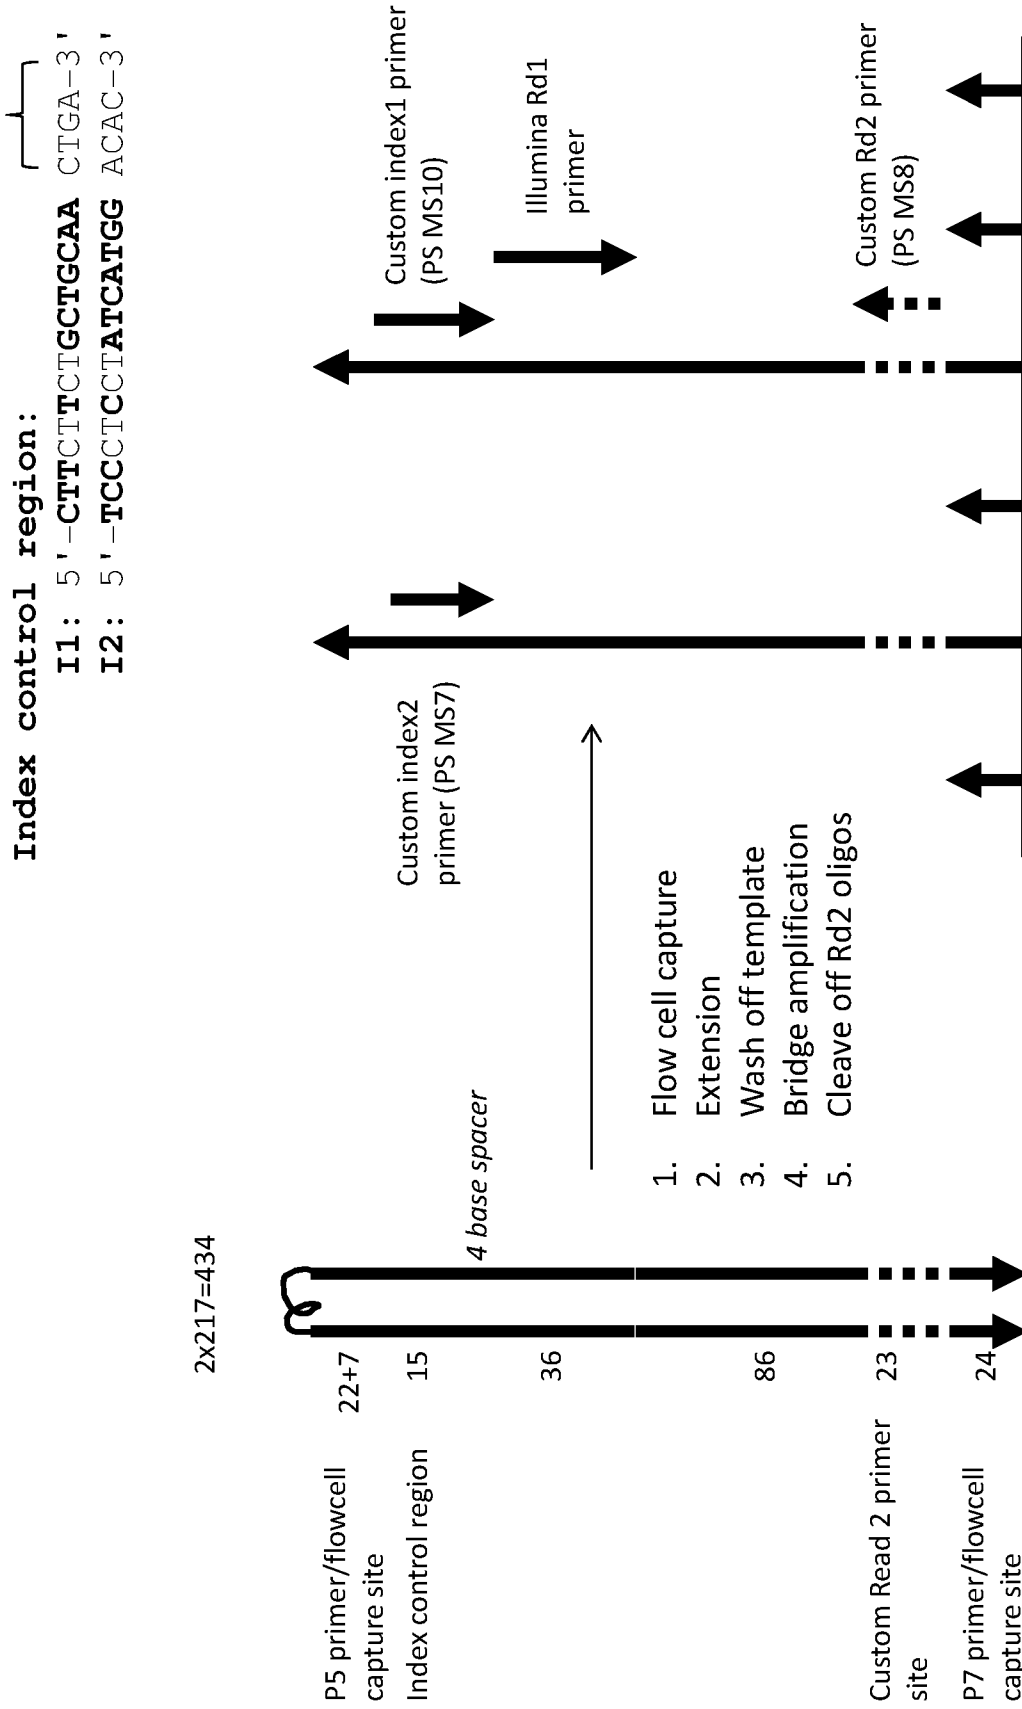 Index control region:
I1: 5'-CTTCTTCTGCTGCAA CTGA-3'
I2: 5'-TCCCTCCTATCATGG ACAC-3'
2x217=434
P5 primer/flowcell
capture site
22+7
Index control region
15
36
86
Custom Read 2 primer
site
23
P7 primer/flowcell
capture site
24
4 base spacer
1. Flow cell capture
2. Extension
3. Wash off template
4. Bridge amplification
5. Cleave off Rd2 oligos
Custom index2
primer (PS MS7)
Custom index1 primer
(PS MS10)
Illumina Rd1
primer
Custom Rd2 primer
(PS MS8)